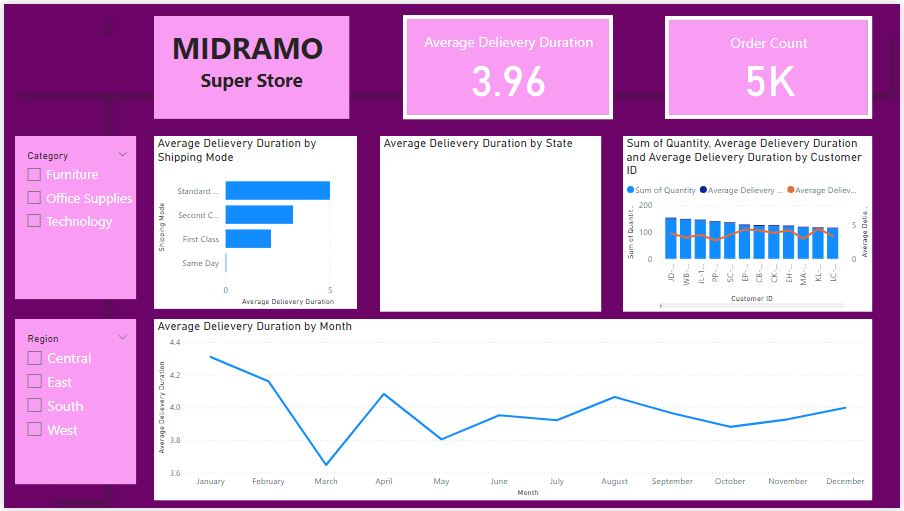 MIDRAMO
Super Store
Average Delievery Duration
3.96
Order Count
5K
Category
Furniture
Office Supplies
Technology
Average Delievery Duration by
Shipping Mode
Standard ...
Second C...
First Class
Same Day
0
5
Shipping Mode
Average Delievery Duration
Average Delievery Duration by State
Sum of Quantity, Average Delievery Duration
and Average Delievery Duration by Customer
ID
Sum of Quantity
Average Delievery ...
Average Deliev...
200
100
0
5
0
Sum of Quantit...
Average Delie...
JD-...
WB-...
JL-1...
PP-...
SC-...
EP-...
CB-...
CK-...
EH-...
MA-...
KL-...
LC-...
Customer ID
Region
Central
East
South
West
Average Delievery Duration by Month
4.4
4.2
4.0
3.8
3.6
Average Delievery Duration
January
February
March
April
May
June
July
August
September
October
November
December
Month